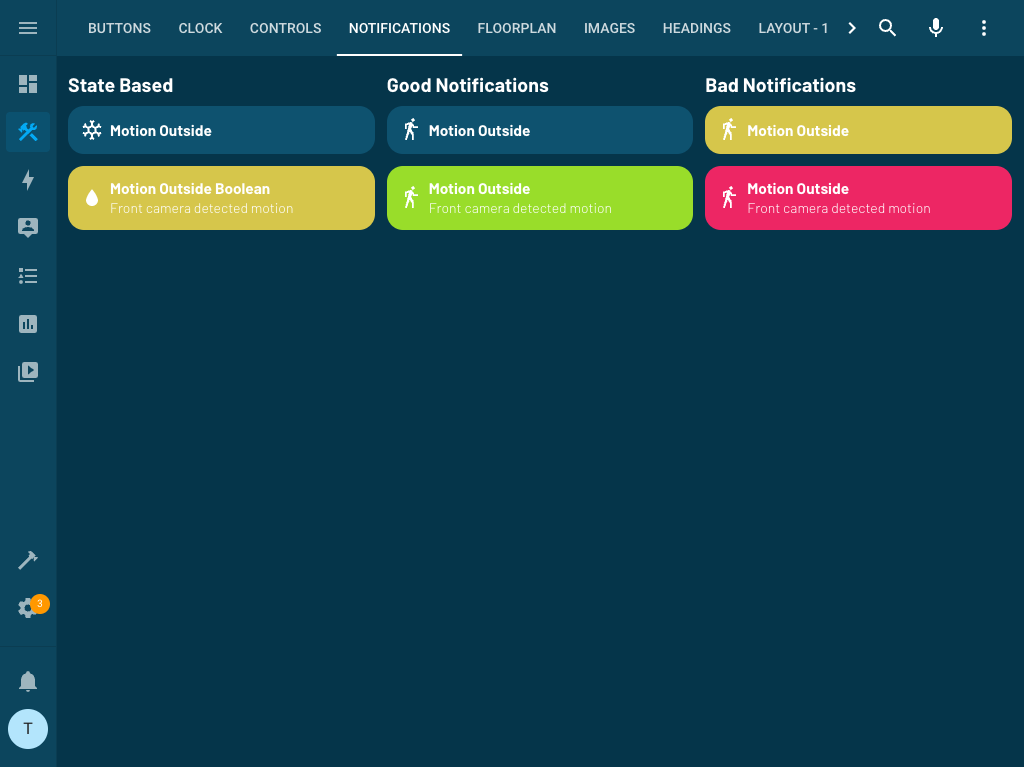 BUTTONS CLOCK CONTROLS NOTIFICATIONS FLOORPLAN IMAGES HEADINGS LAYOUT - 1
State Based
Motion Outside
Motion Outside Boolean
Front camera detected motion
Good Notifications
Motion Outside
Motion Outside
Front camera detected motion
Bad Notifications
Motion Outside
Motion Outside
Front camera detected motion
3
T